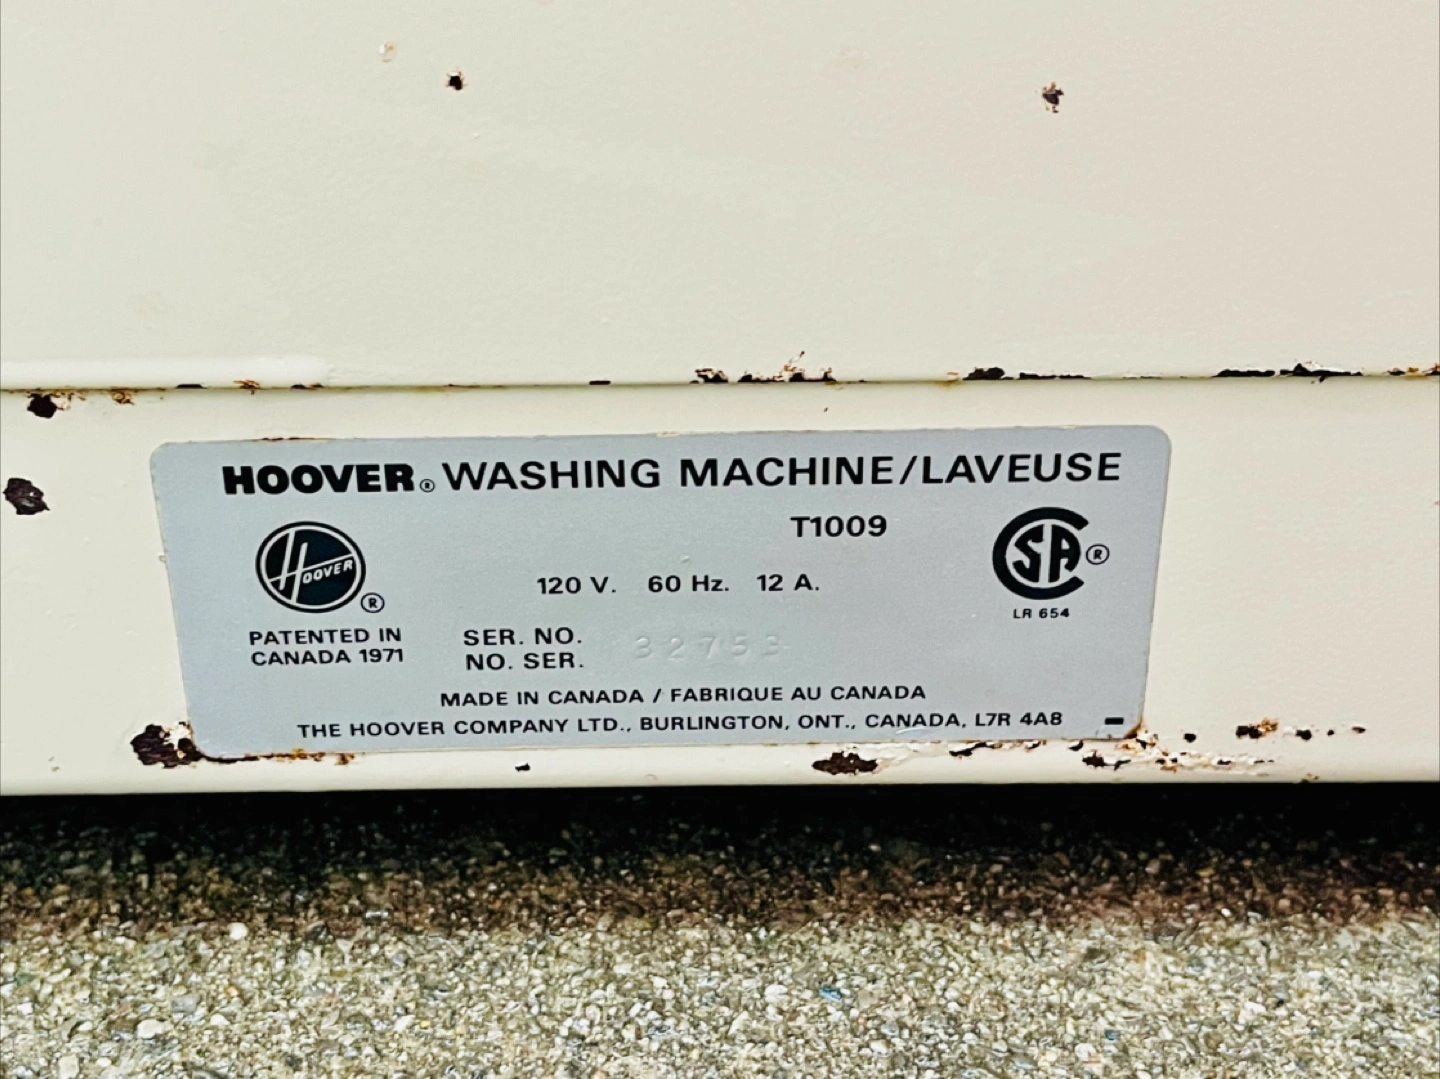 HOOVER® WASHING MACHINE/LAVEUSE
T1009
HOOVER ®
CSA ®
120 V. 60 Hz. 12 A.
LR 654
PATENTED IN
CANADA 1971
SER. NO. 32753
NO. SER.
MADE IN CANADA / FABRIQUE AU CANADA
THE HOOVER COMPANY LTD., BURLINGTON, ONT., CANADA, L7R 4A8 -